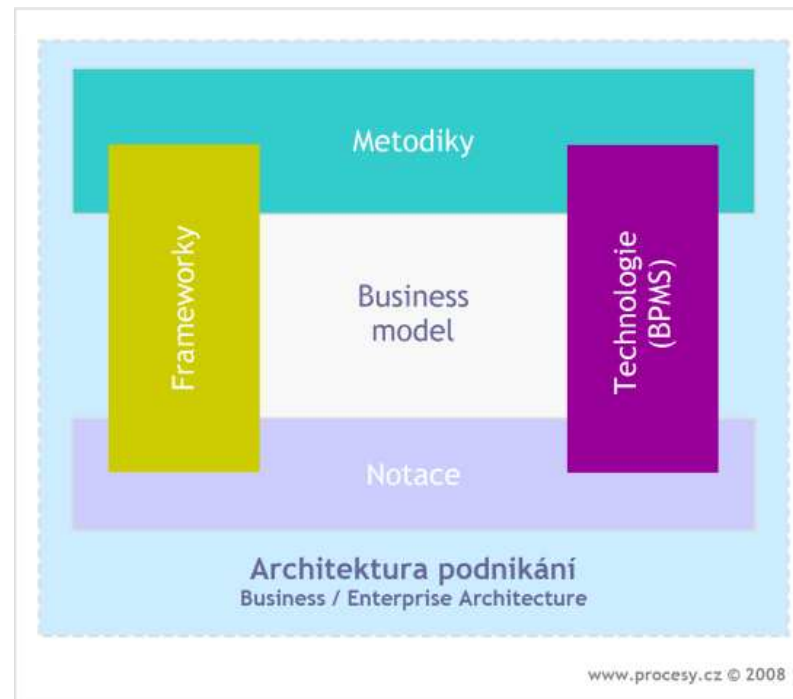 Metodiky
Frameworky
Business
model
Technologie
(BPMS)
Notace
Architektura podnikání
Business / Enterprise Architecture
www.procesy.cz © 2008